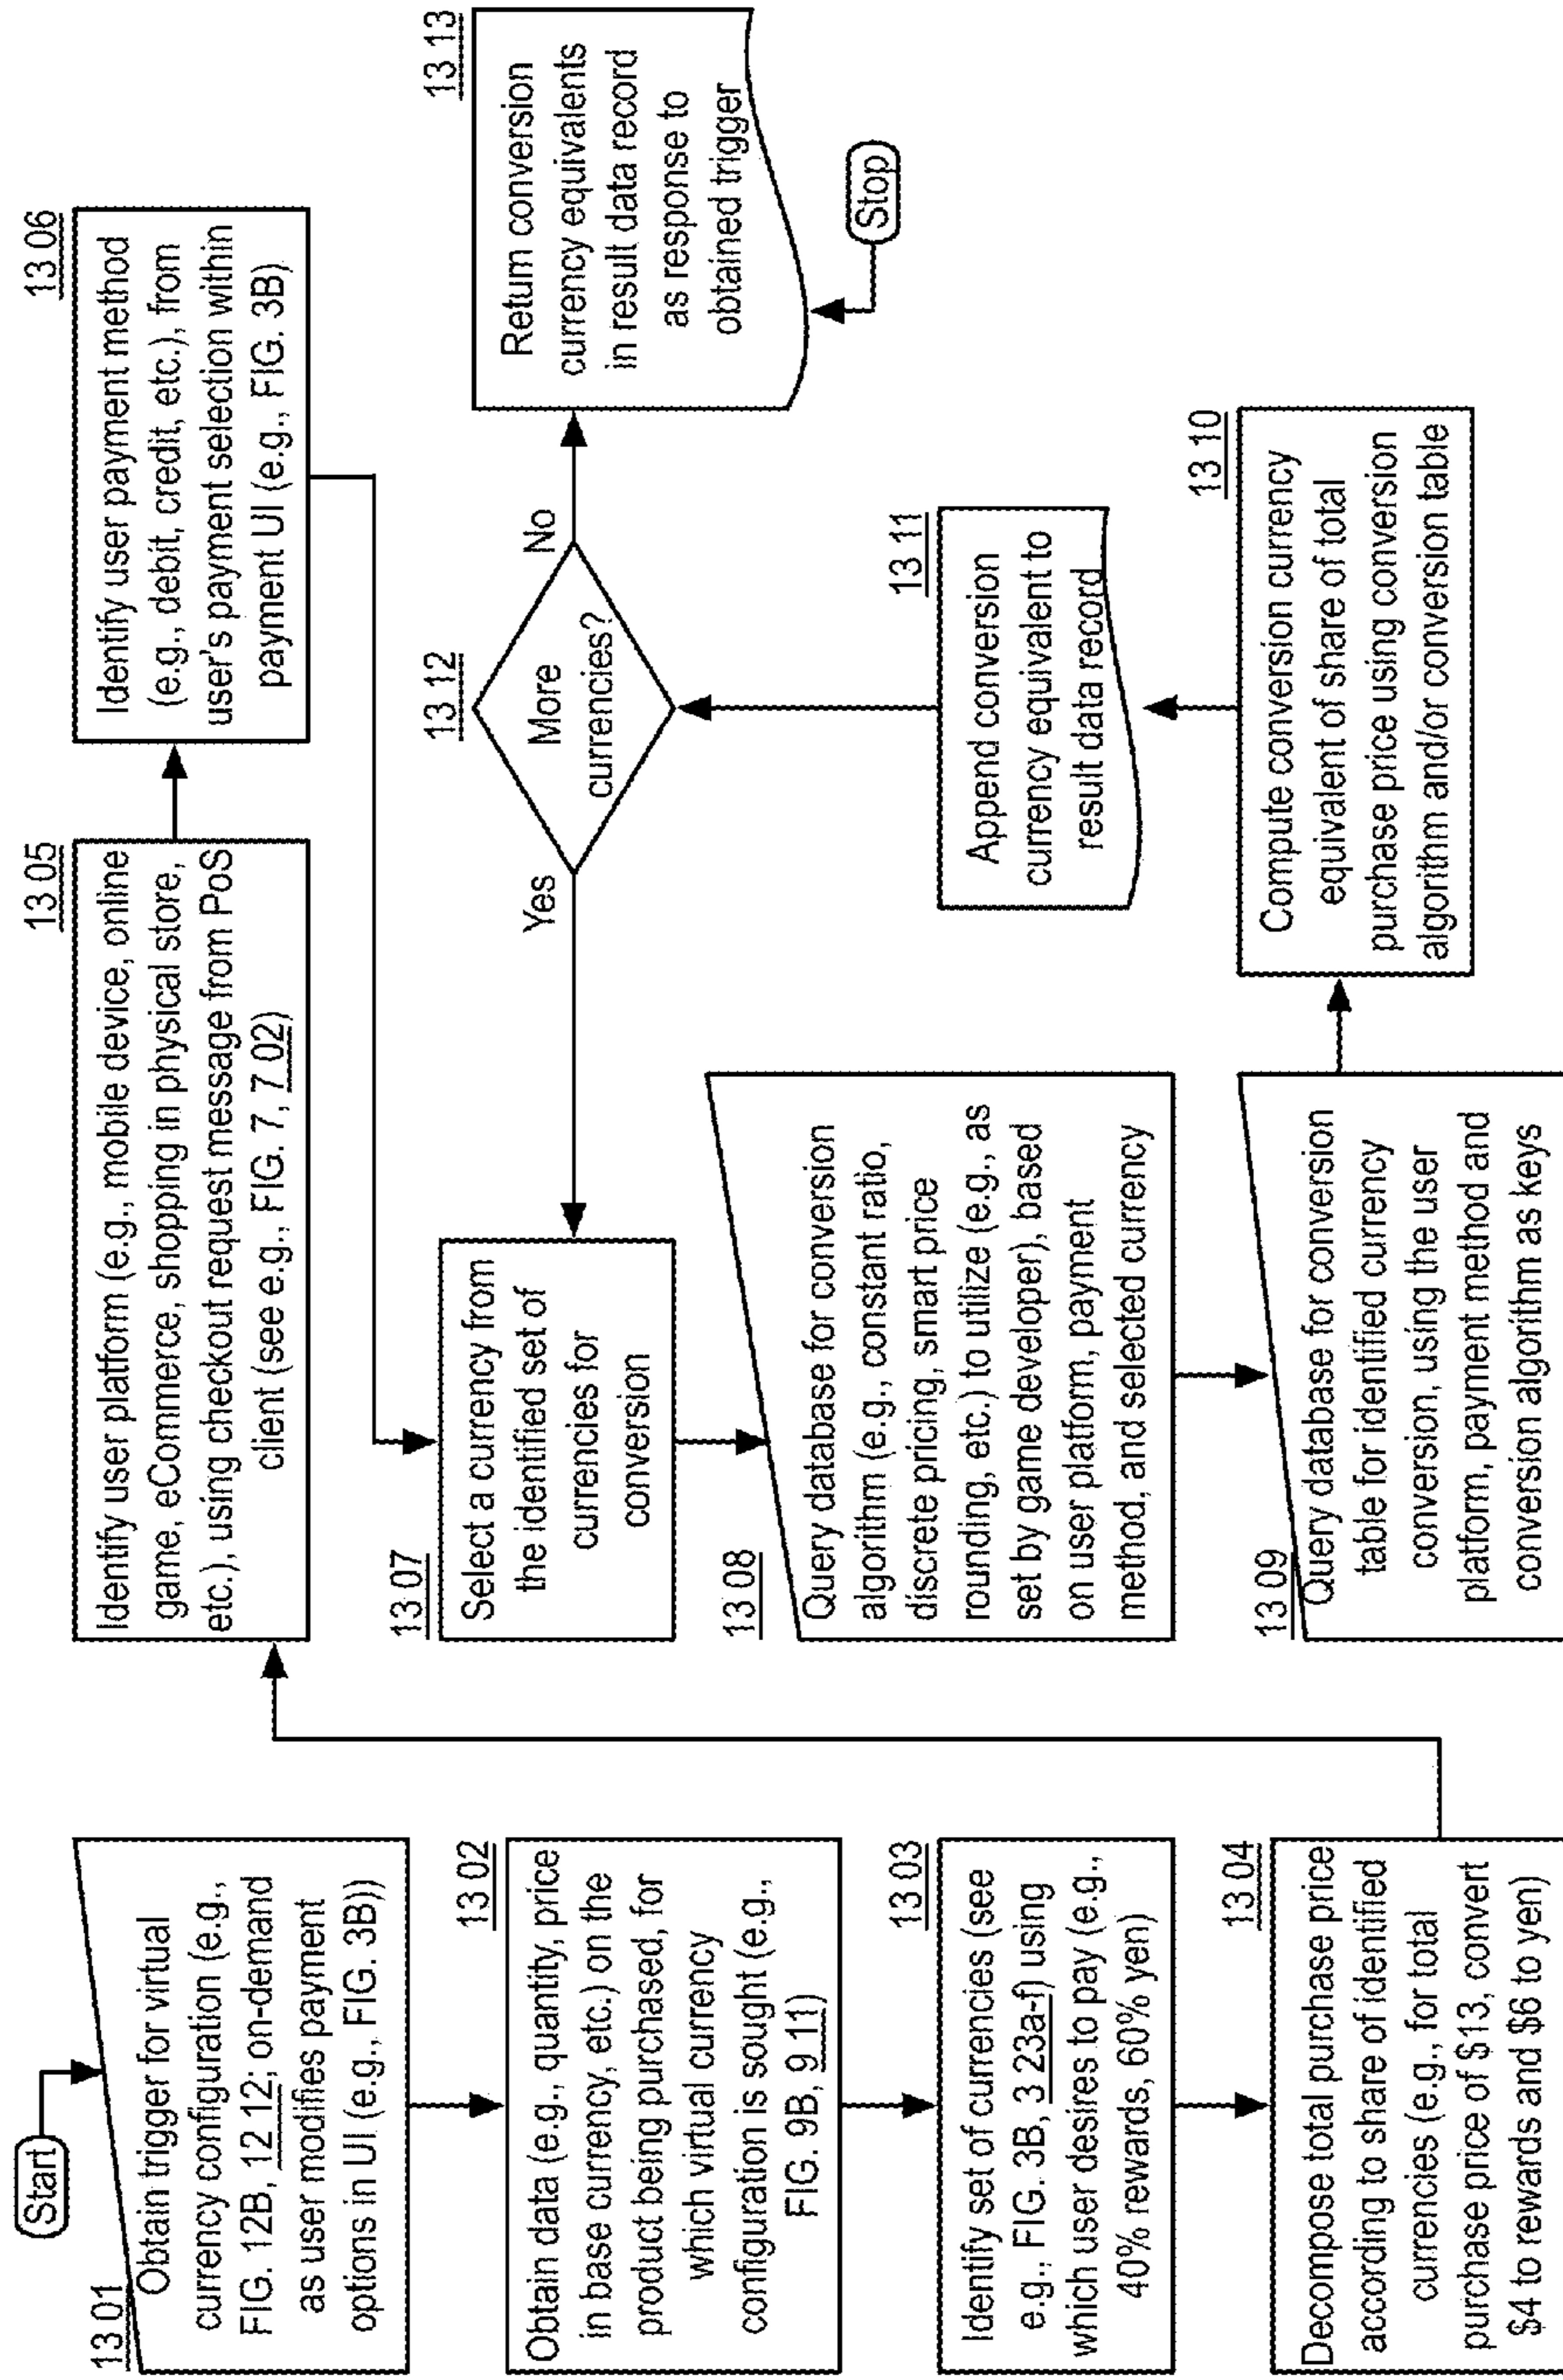 Start
13 01
Obtain trigger for virtual
currency configuration (e.g.,
FIG. 12B, 12 12; on-demand
as user modifies payment
options in UI (e.g., FIG. 3B))
13 02
Obtain data (e.g., quantity, price
in base currency, etc.) on the
product being purchased, for
which virtual currency
configuration is sought (e.g.,
FIG. 9B, 9 11)
13 03
Identify set of currencies (see
e.g., FIG. 3B, 3 23a-f) using
which user desires to pay (e.g.,
40% rewards, 60% yen)
13 04
Decompose total purchase price
according to share of identified
currencies (e.g., for total
purchase price of $13, convert
$4 to rewards and $6 to yen)
13 05
Identify user platform (e.g., mobile device, online
game, eCommerce, shopping in physical store,
etc.), using checkout request message from PoS
client (see e.g., FIG. 7, 7 02)
13 06
Identify user payment method
(e.g., debit, credit, etc.), from
user's payment selection within
payment UI (e.g., FIG. 3B)
13 07
Select a currency from
the identified set of
currencies for
conversion
13 08
Query database for conversion
algorithm (e.g., constant ratio,
discrete pricing, smart price
rounding, etc.) to utilize (e.g., as
set by game developer), based
on user platform, payment
method, and selected currency
13 09
Query database for conversion
table for identified currency
conversion, using the user
platform, payment method and
conversion algorithm as keys
13 10
Compute conversion currency
equivalent of share of total
purchase price using conversion
algorithm and/or conversion table
13 11
Append conversion
currency equivalent to
result data record
13 12
More
currencies?
Yes
No
13 13
Return conversion
currency equivalents
in result data record
as response to
obtained trigger
Stop